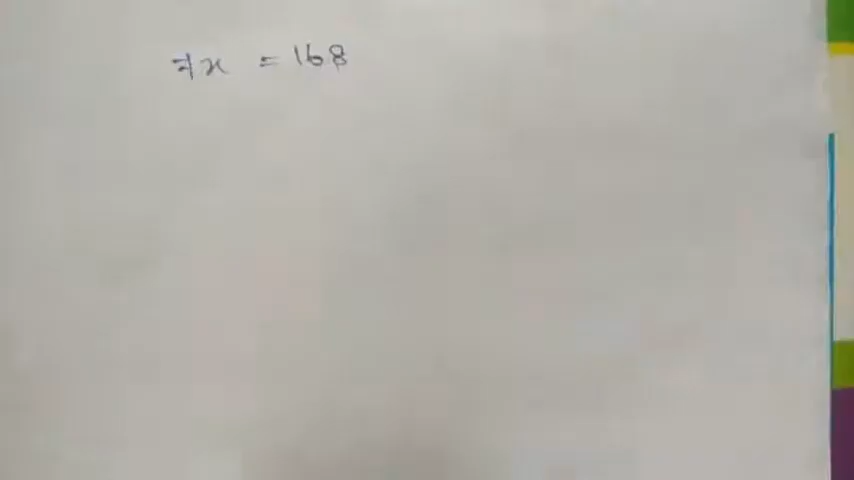 7x = 168